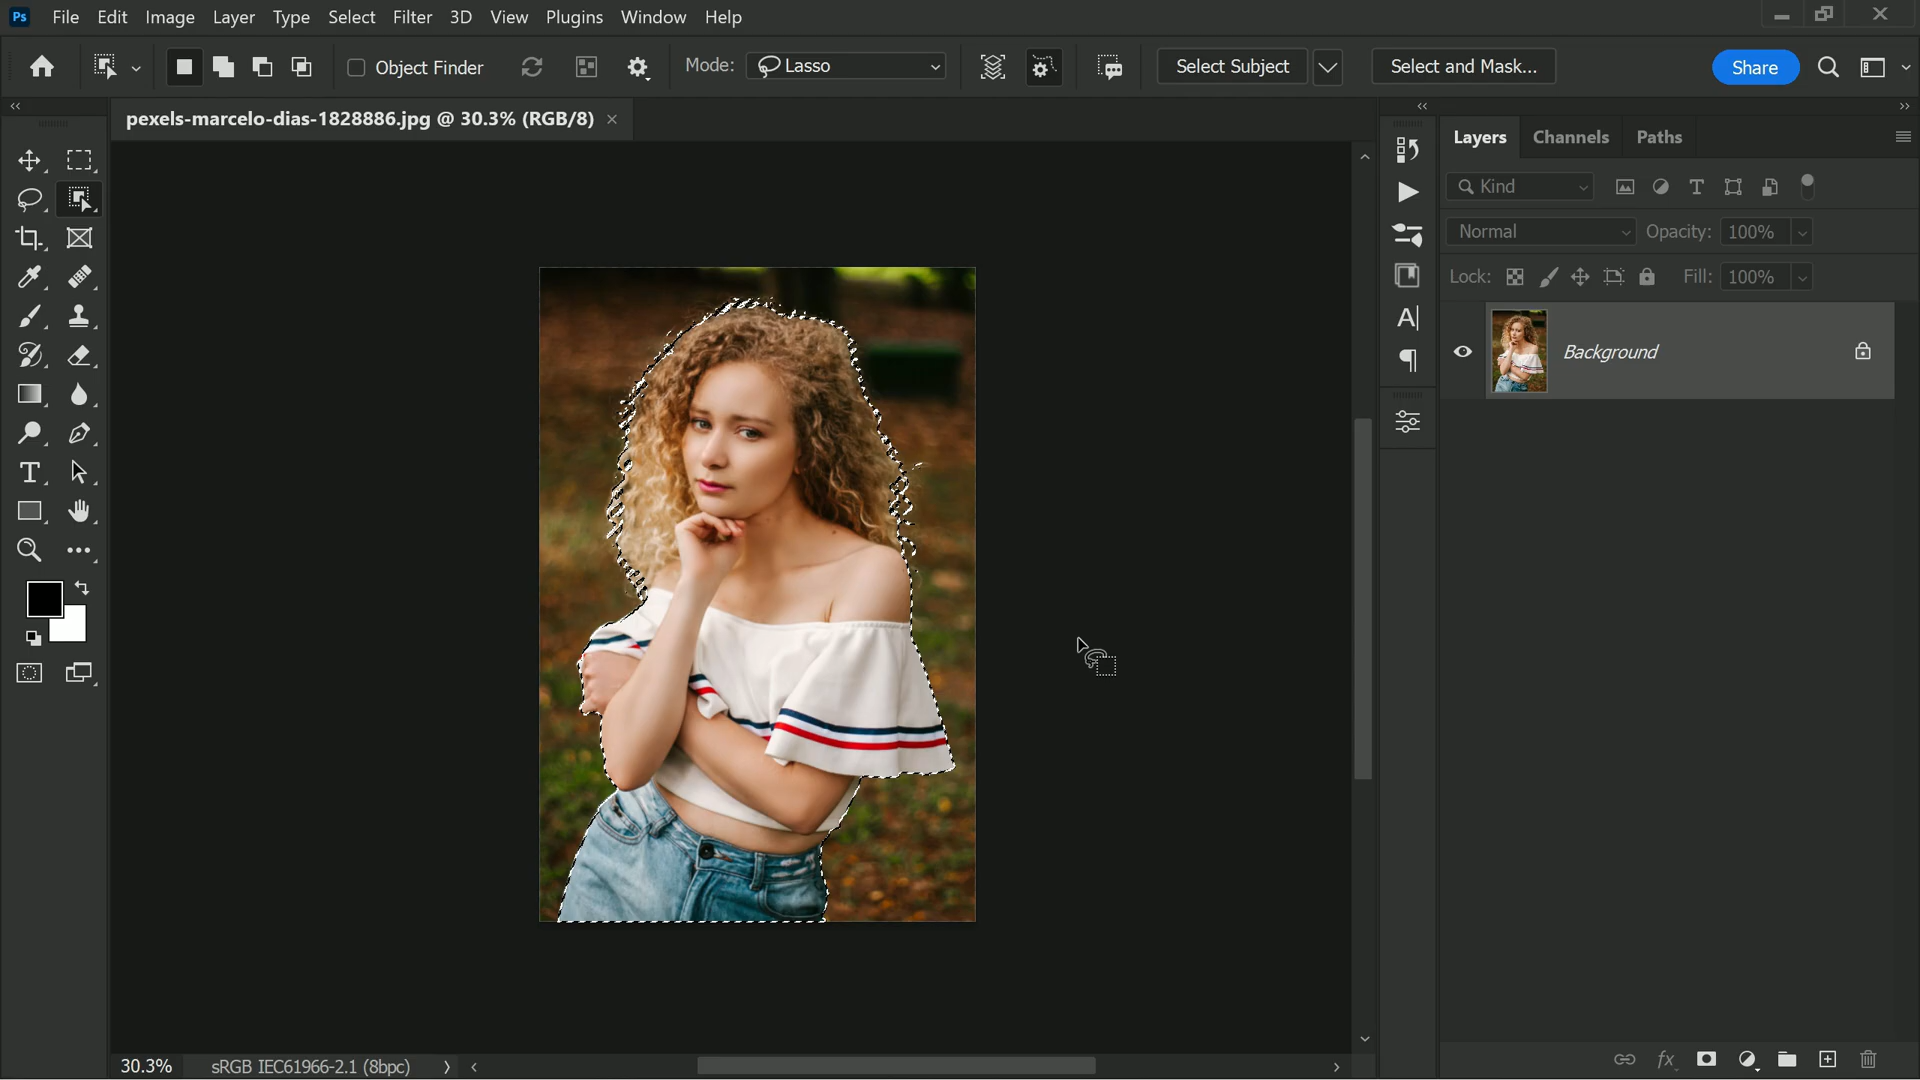 Ps File Edit Image Layer Type Select Filter 3D View Plugins Window Help
Object Finder Mode: Lasso Select Subject Select and Mask... Share
pexels-marcelo-dias-1828886.jpg @ 30.3% (RGB/8)
Layers Channels Paths
Kind
Normal Opacity: 100%
Lock: Fill: 100%
Background
30.3% sRGB IEC61966-2.1 (8bpc)